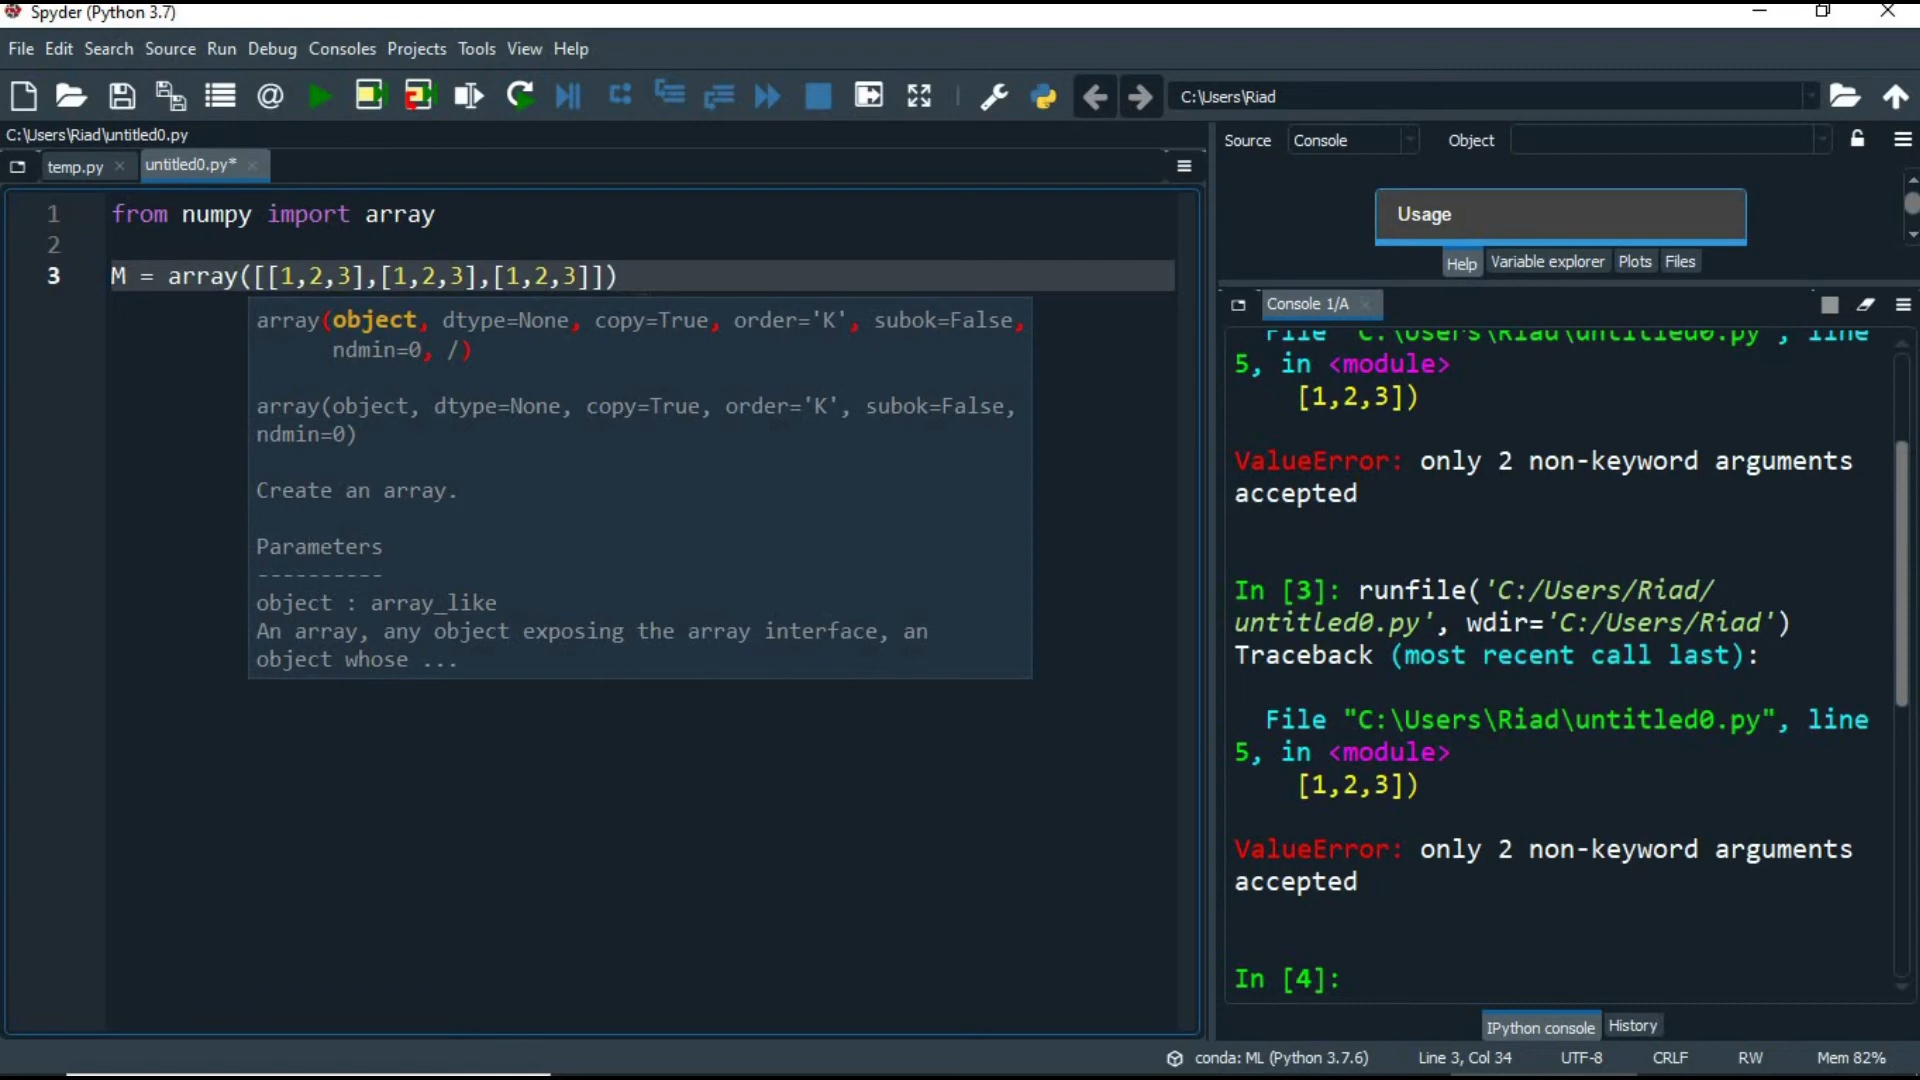 Spyder (Python 3.7)
File Edit Search Source Run Debug Consoles Projects Tools View Help
C:\Users\Riad
C:\Users\Riad\untitled0.py
temp.py
untitled0.py*
1 from numpy import array
2
3 M = array([[1,2,3],[1,2,3],[1,2,3]])
array(object, dtype=None, copy=True, order='K', subok=False,
ndmin=0, /)
array(object, dtype=None, copy=True, order='K', subok=False,
ndmin=0)
Create an array.
Parameters
----------
object : array_like
An array, any object exposing the array interface, an
object whose ...
Source Console Object
Usage
Help Variable explorer Plots Files
Console 1/A
File "C:\Users\Riad\untitled0.py", line
5, in <module>
[1,2,3])
ValueError: only 2 non-keyword arguments
accepted
In [3]: runfile('C:/Users/Riad/
untitled0.py', wdir='C:/Users/Riad')
Traceback (most recent call last):
File "C:\Users\Riad\untitled0.py", line
5, in <module>
[1,2,3])
ValueError: only 2 non-keyword arguments
accepted
In [4]:
IPython console History
conda: ML (Python 3.7.6) Line 3, Col 34 UTF-8 CRLF RW Mem 82%